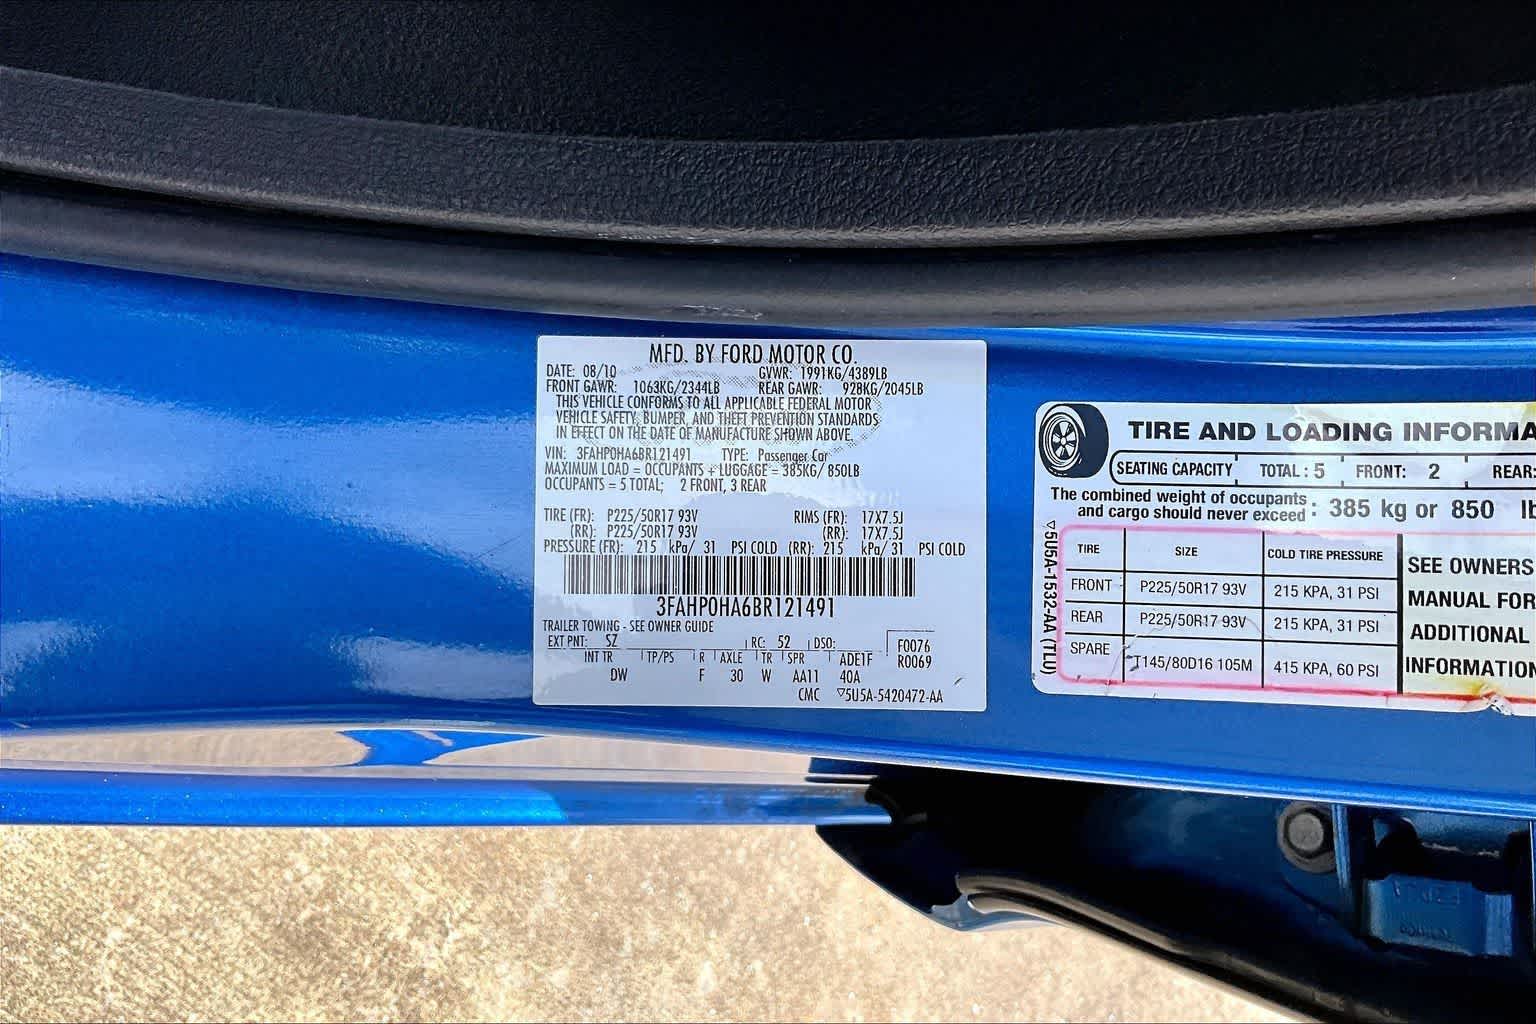 MFD. BY FORD MOTOR CO.
DATE: 08/10 GVWR: 1991KG/4389LB
FRONT GAWR: 1063KG/2344LB REAR GAWR: 928KG/2045LB
THIS VEHICLE CONFORMS TO ALL APPLICABLE FEDERAL MOTOR
VEHICLE SAFETY, BUMPER, AND THEFT PREVENTION STANDARDS
IN EFFECT ON THE DATE OF MANUFACTURE SHOWN ABOVE.
VIN: 3FAHP0HA6BR121491 TYPE: Passenger Car
MAXIMUM LOAD = OCCUPANTS + LUGGAGE = 385KG/ 850LB
OCCUPANTS = 5 TOTAL; 2 FRONT, 3 REAR
TIRE (FR): P225/50R17 93V RIMS (FR): 17X7.5J
(RR): P225/50R17 93V (RR): 17X7.5J
PRESSURE (FR): 215 kPa/ 31 PSI COLD (RR): 215 kPa/ 31 PSI COLD
3FAHP0HA6BR121491
TRAILER TOWING - SEE OWNER GUIDE
EXT PNT: SZ RC: 52 DSO: F0076
INT TR TP/PS R AXLE TR SPR ADE1F R0069
DW F 30 W AA11 40A
CMC ▽5U5A-5420472-AA
TIRE AND LOADING INFORMA
SEATING CAPACITY TOTAL : 5 FRONT: 2 REAR:
The combined weight of occupants
and cargo should never exceed : 385 kg or 850 lb
▽5U5A-1532-AA (TLU)
TIRE SIZE COLD TIRE PRESSURE
FRONT P225/50R17 93V 215 KPA, 31 PSI
REAR P225/50R17 93V 215 KPA, 31 PSI
SPARE T145/80D16 105M 415 KPA, 60 PSI
SEE OWNERS
MANUAL FOR
ADDITIONAL
INFORMATION